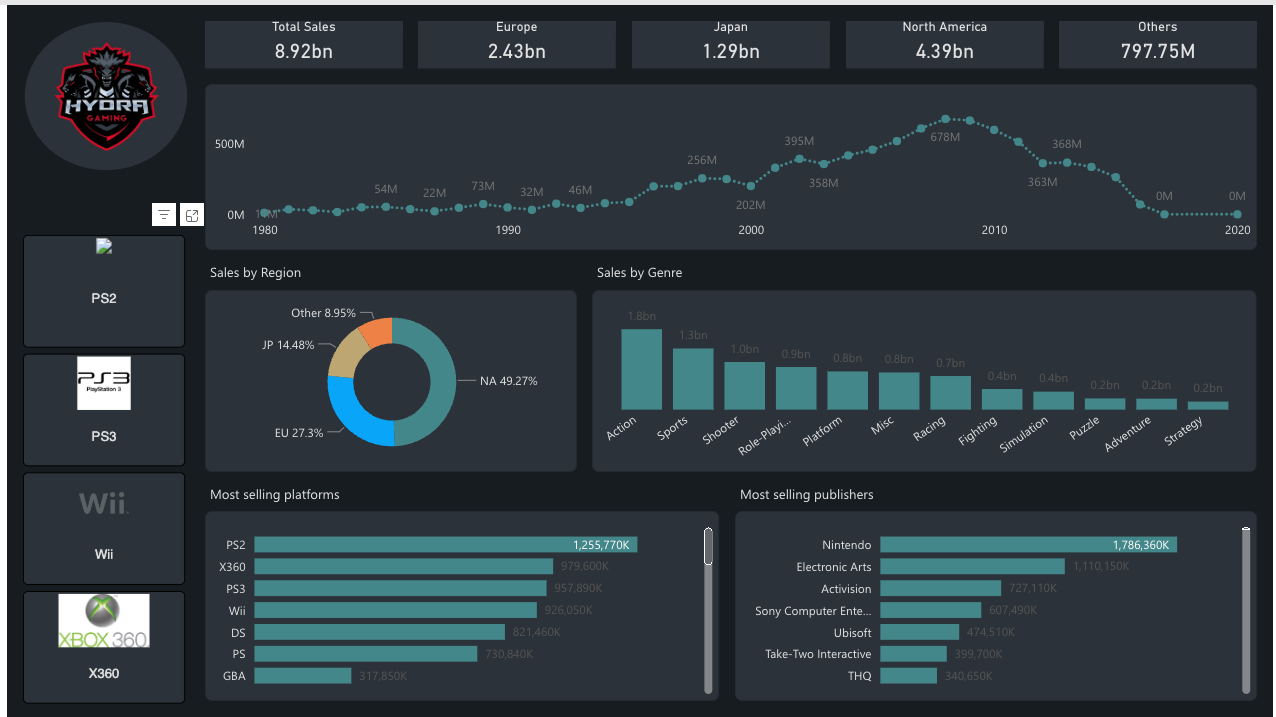 Total Sales
8.92bn
Europe
2.43bn
Japan
1.29bn
North America
4.39bn
Others
797.75M
HYDRA
GAMING
500M
0M
54M
22M
73M
32M
46M
256M
202M
395M
358M
678M
363M
368M
0M
0M
1980
1990
2000
2010
2020
PS2
PS3
PlayStation 3
PS3
Wii
Wii
XBOX 360
X360
Sales by Region
Other 8.95%
JP 14.48%
NA 49.27%
EU 27.3%
Sales by Genre
1.8bn
1.3bn
1.0bn
0.9bn
0.8bn
0.8bn
0.7bn
0.4bn
0.4bn
0.2bn
0.2bn
0.2bn
Action
Sports
Shooter
Role-Playi...
Platform
Misc
Racing
Fighting
Simulation
Puzzle
Adventure
Strategy
Most selling platforms
PS2 1,255,770K
X360 979,600K
PS3 957,890K
Wii 926,050K
DS 821,460K
PS 730,840K
GBA 317,850K
Most selling publishers
Nintendo 1,786,360K
Electronic Arts 1,110,150K
Activision 727,110K
Sony Computer Ente... 607,490K
Ubisoft 474,510K
Take-Two Interactive 399,700K
THQ 340,650K